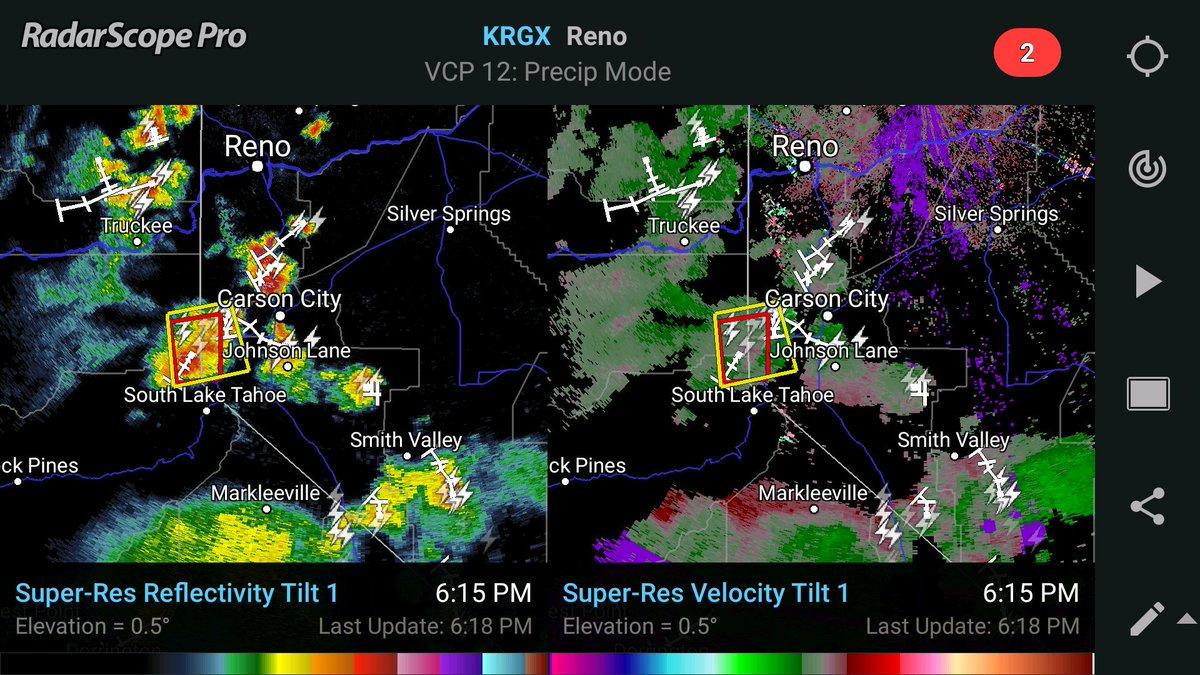 RadarScope Pro
KRGX Reno
VCP 12: Precip Mode
2
Reno
Silver Springs
Truckee
Carson City
Johnson Lane
South Lake Tahoe
Smith Valley
ck Pines
Markleeville
Super-Res Reflectivity Tilt 1 6:15 PM
Elevation = 0.5° Last Update: 6:18 PM
Reno
Silver Springs
Truckee
Carson City
Johnson Lane
South Lake Tahoe
Smith Valley
ck Pines
Markleeville
Super-Res Velocity Tilt 1 6:15 PM
Elevation = 0.5° Last Update: 6:18 PM